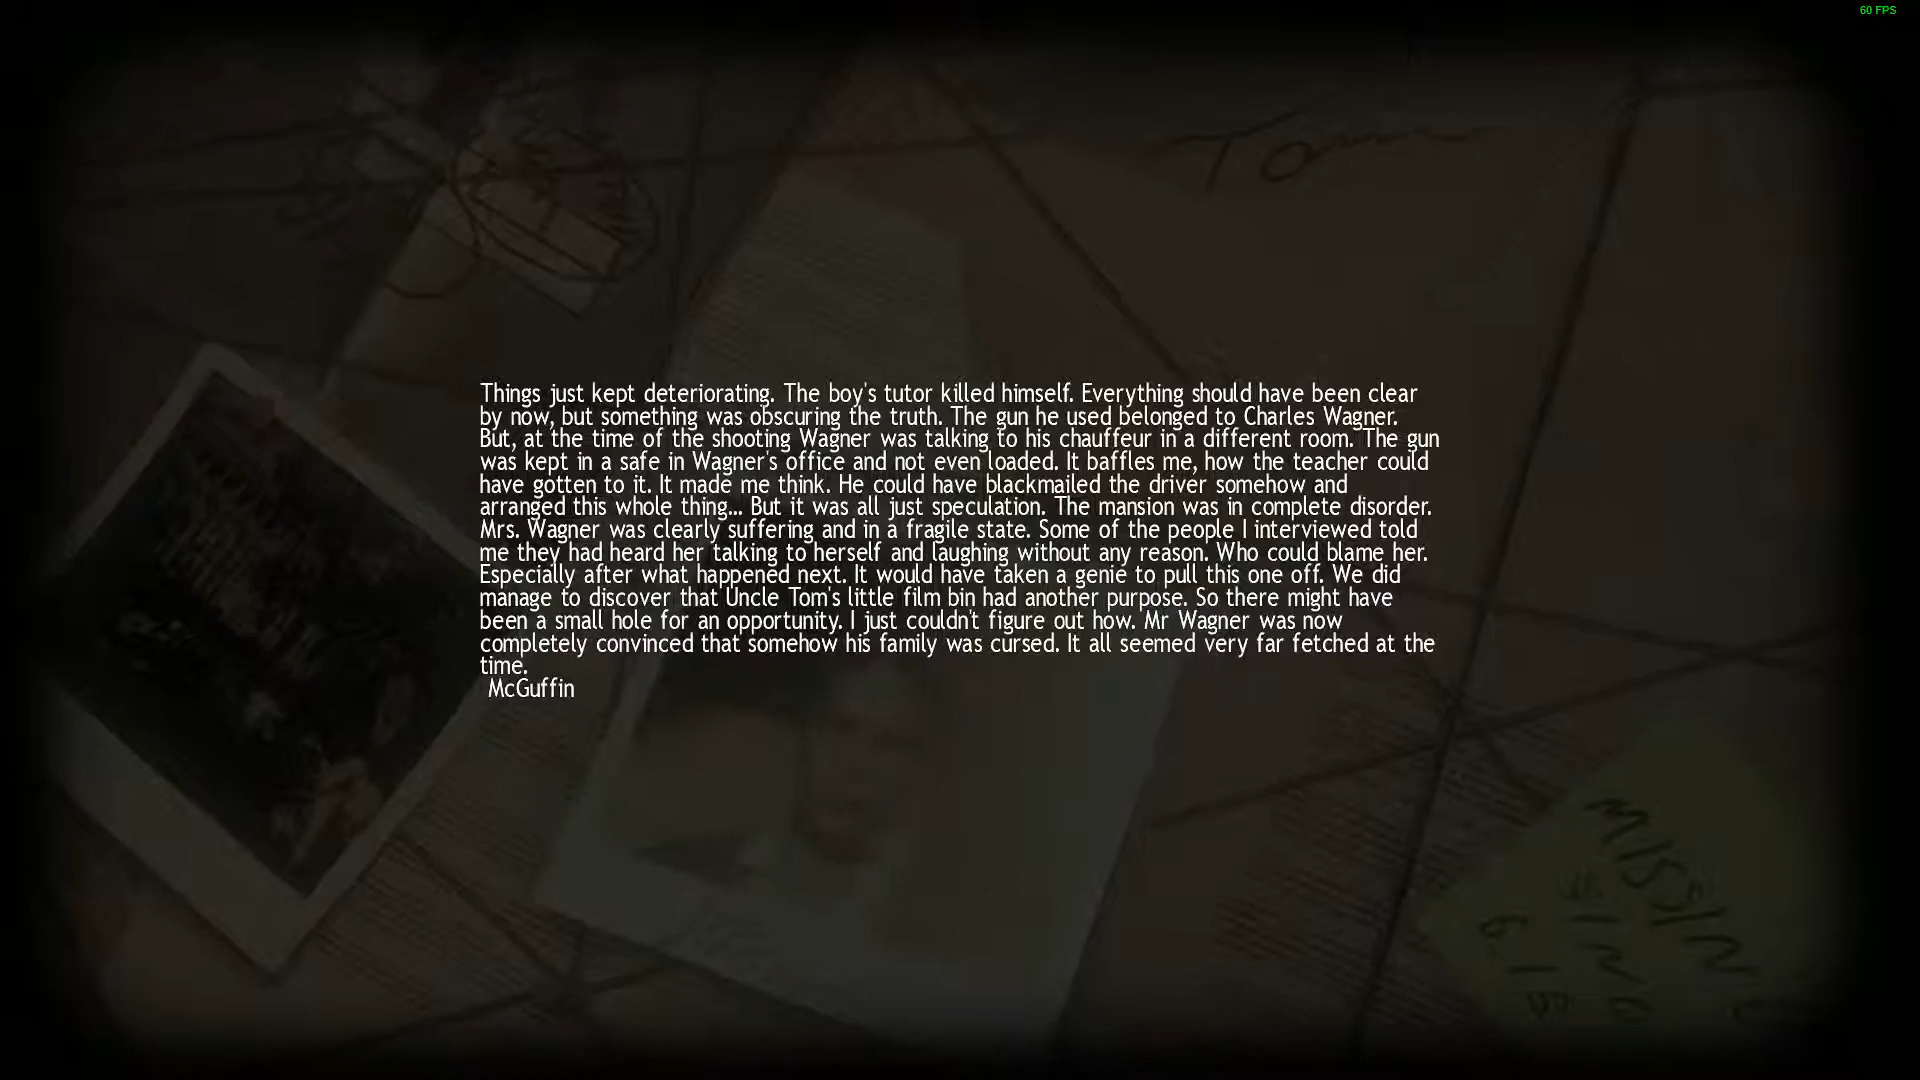 60 FPS
Tom
Things just kept deteriorating. The boy's tutor killed himself. Everything should have been clear
by now, but something was obscuring the truth. The gun he used belonged to Charles Wagner.
But, at the time of the shooting Wagner was talking to his chauffeur in a different room. The gun
was kept in a safe in Wagner's office and not even loaded. It baffles me, how the teacher could
have gotten to it. It made me think. He could have blackmailed the driver somehow and
arranged this whole thing... But it was all just speculation. The mansion was in complete disorder.
Mrs. Wagner was clearly suffering and in a fragile state. Some of the people I interviewed told
me they had heard her talking to herself and laughing without any reason. Who could blame her.
Especially after what happened next. It would have taken a genie to pull this one off. We did
manage to discover that Uncle Tom's little film bin had another purpose. So there might have
been a small hole for an opportunity. I just couldn't figure out how. Mr Wagner was now
completely convinced that somehow his family was cursed. It all seemed very far fetched at the
time.
McGuffin